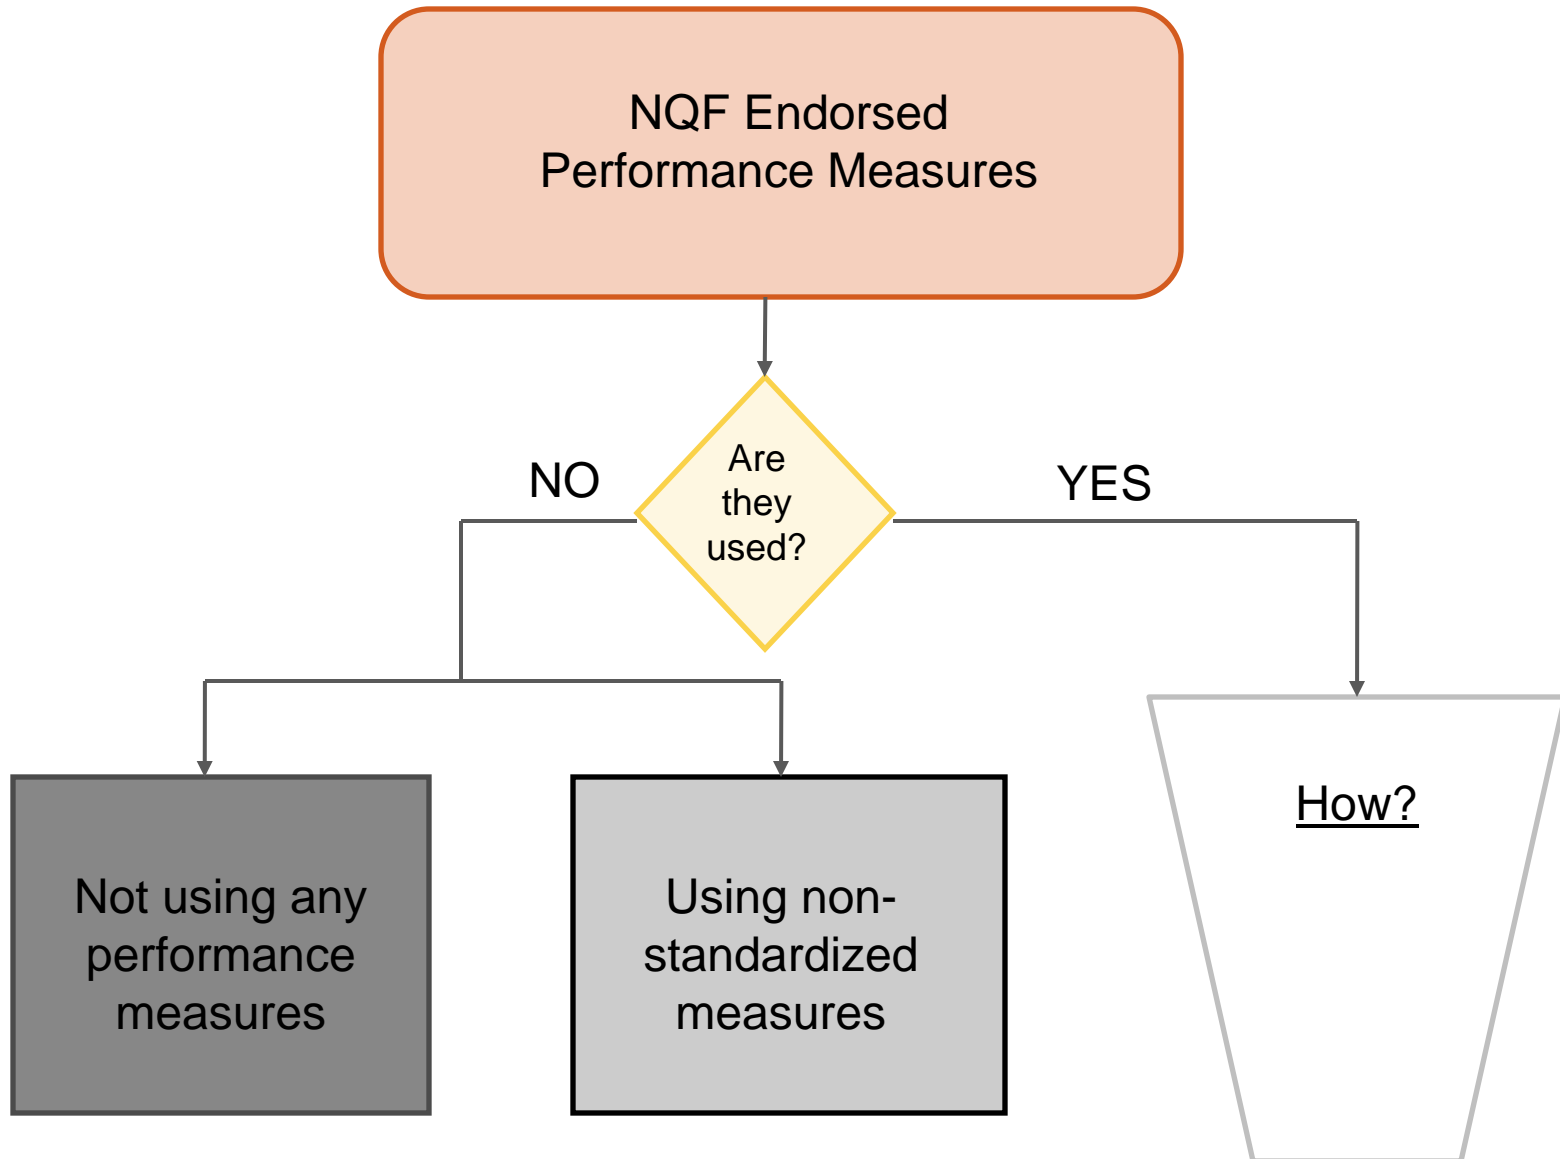 NQF Endorsed
Performance Measures
Are
they
used?
NO
YES
How?
Not using any
performance
measures
Using non-
standardized
measures